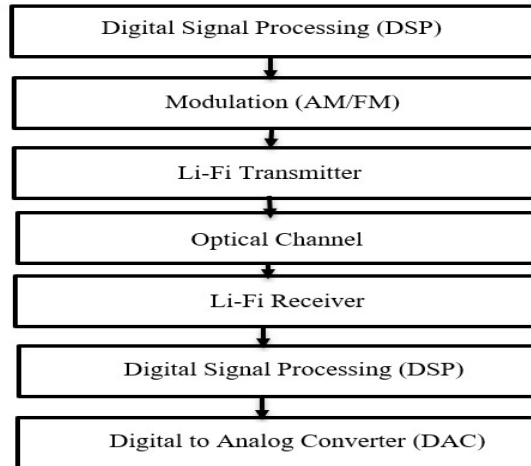 Digital Signal Processing (DSP)
Modulation (AM/FM)
Li-Fi Transmitter
Optical Channel
Li-Fi Receiver
Digital Signal Processing (DSP)
Digital to Analog Converter (DAC)